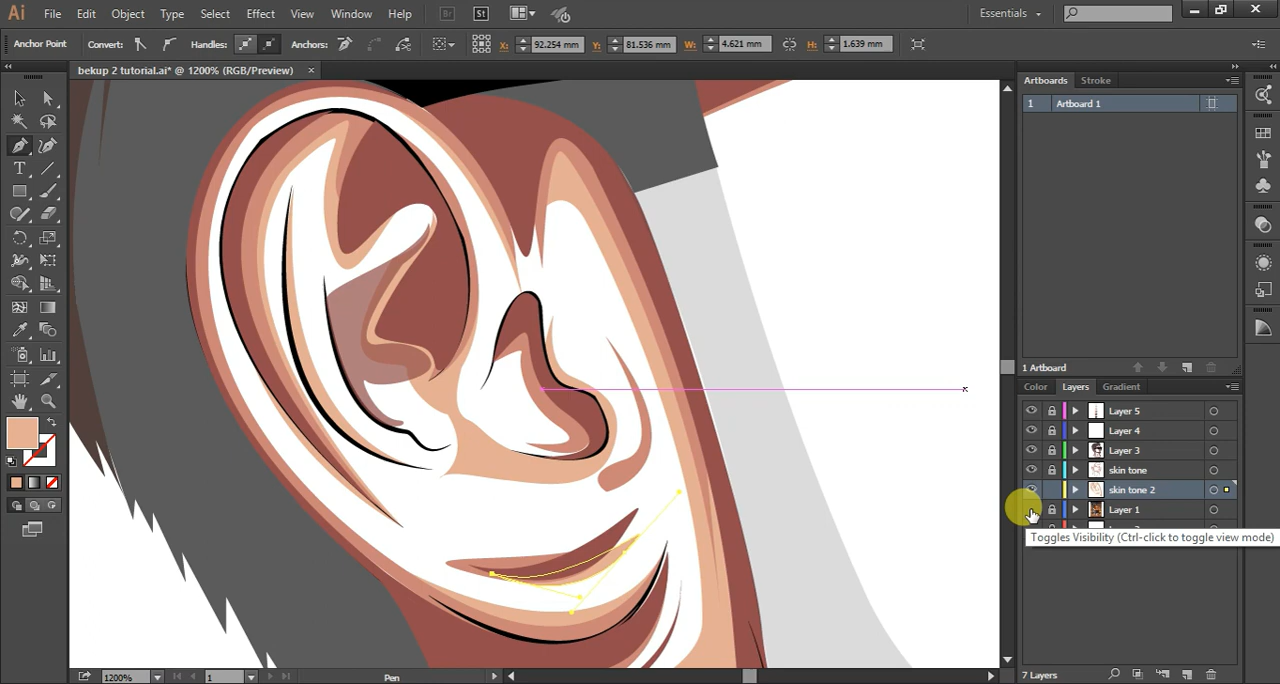 Ai File Edit Object Type Select Effect View Window Help Br St Essentials
Anchor Point Convert: Handles: Anchors: X: 92.254 mm Y: 81.536 mm W: 4.621 mm H: 1.639 mm
bekup 2 tutorial.ai* @ 1200% (RGB/Preview) ×
Artboards Stroke
1 Artboard 1
1 Artboard
Color Layers Gradient
Layer 5
Layer 4
Layer 3
skin tone
skin tone 2
Layer 1
Toggles Visibility (Ctrl-click to toggle view mode)
7 Layers
1200% 1 Pen